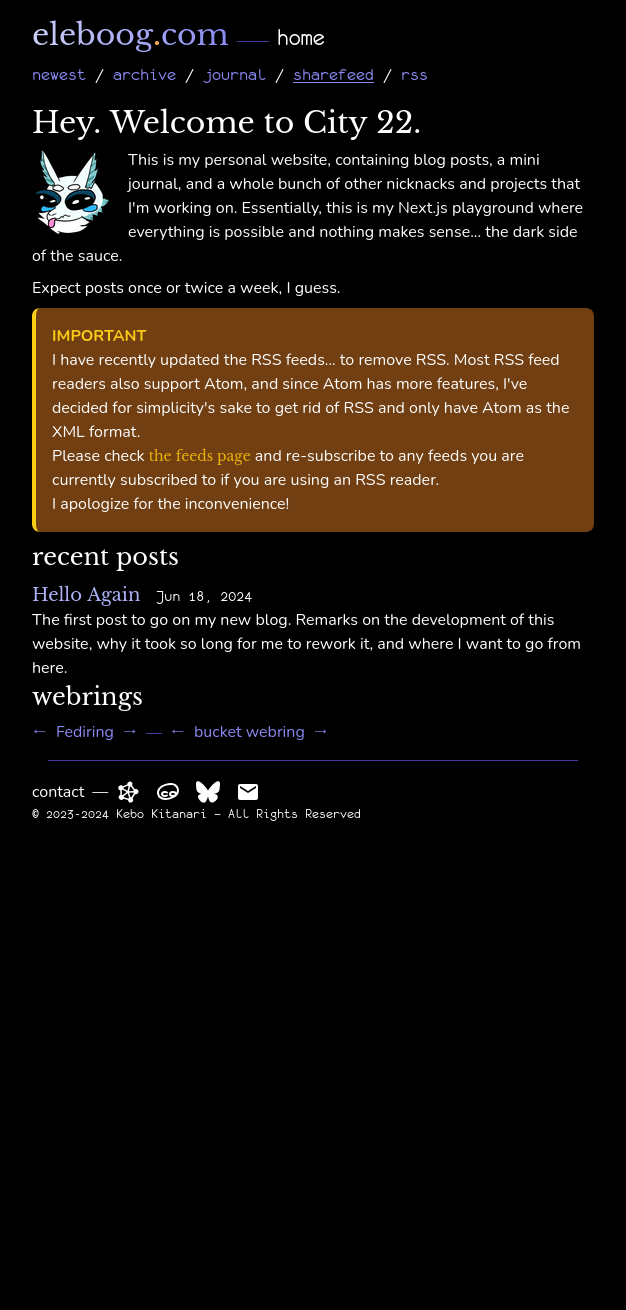 eleboog.com — home
newest / archive / journal / sharefeed / rss
Hey. Welcome to City 22.
This is my personal website, containing blog posts, a mini
journal, and a whole bunch of other nicknacks and projects that
I'm working on. Essentially, this is my Next.js playground where
everything is possible and nothing makes sense... the dark side
of the sauce.
Expect posts once or twice a week, I guess.
IMPORTANT
I have recently updated the RSS feeds... to remove RSS. Most RSS feed
readers also support Atom, and since Atom has more features, I've
decided for simplicity's sake to get rid of RSS and only have Atom as the
XML format.
Please check the feeds page and re-subscribe to any feeds you are
currently subscribed to if you are using an RSS reader.
I apologize for the inconvenience!
recent posts
Hello Again Jun 18, 2024
The first post to go on my new blog. Remarks on the development of this
website, why it took so long for me to rework it, and where I want to go from
here.
webrings
← Fediring → — ← bucket webring →
contact —
© 2023-2024 Kebo Kitanari — All Rights Reserved